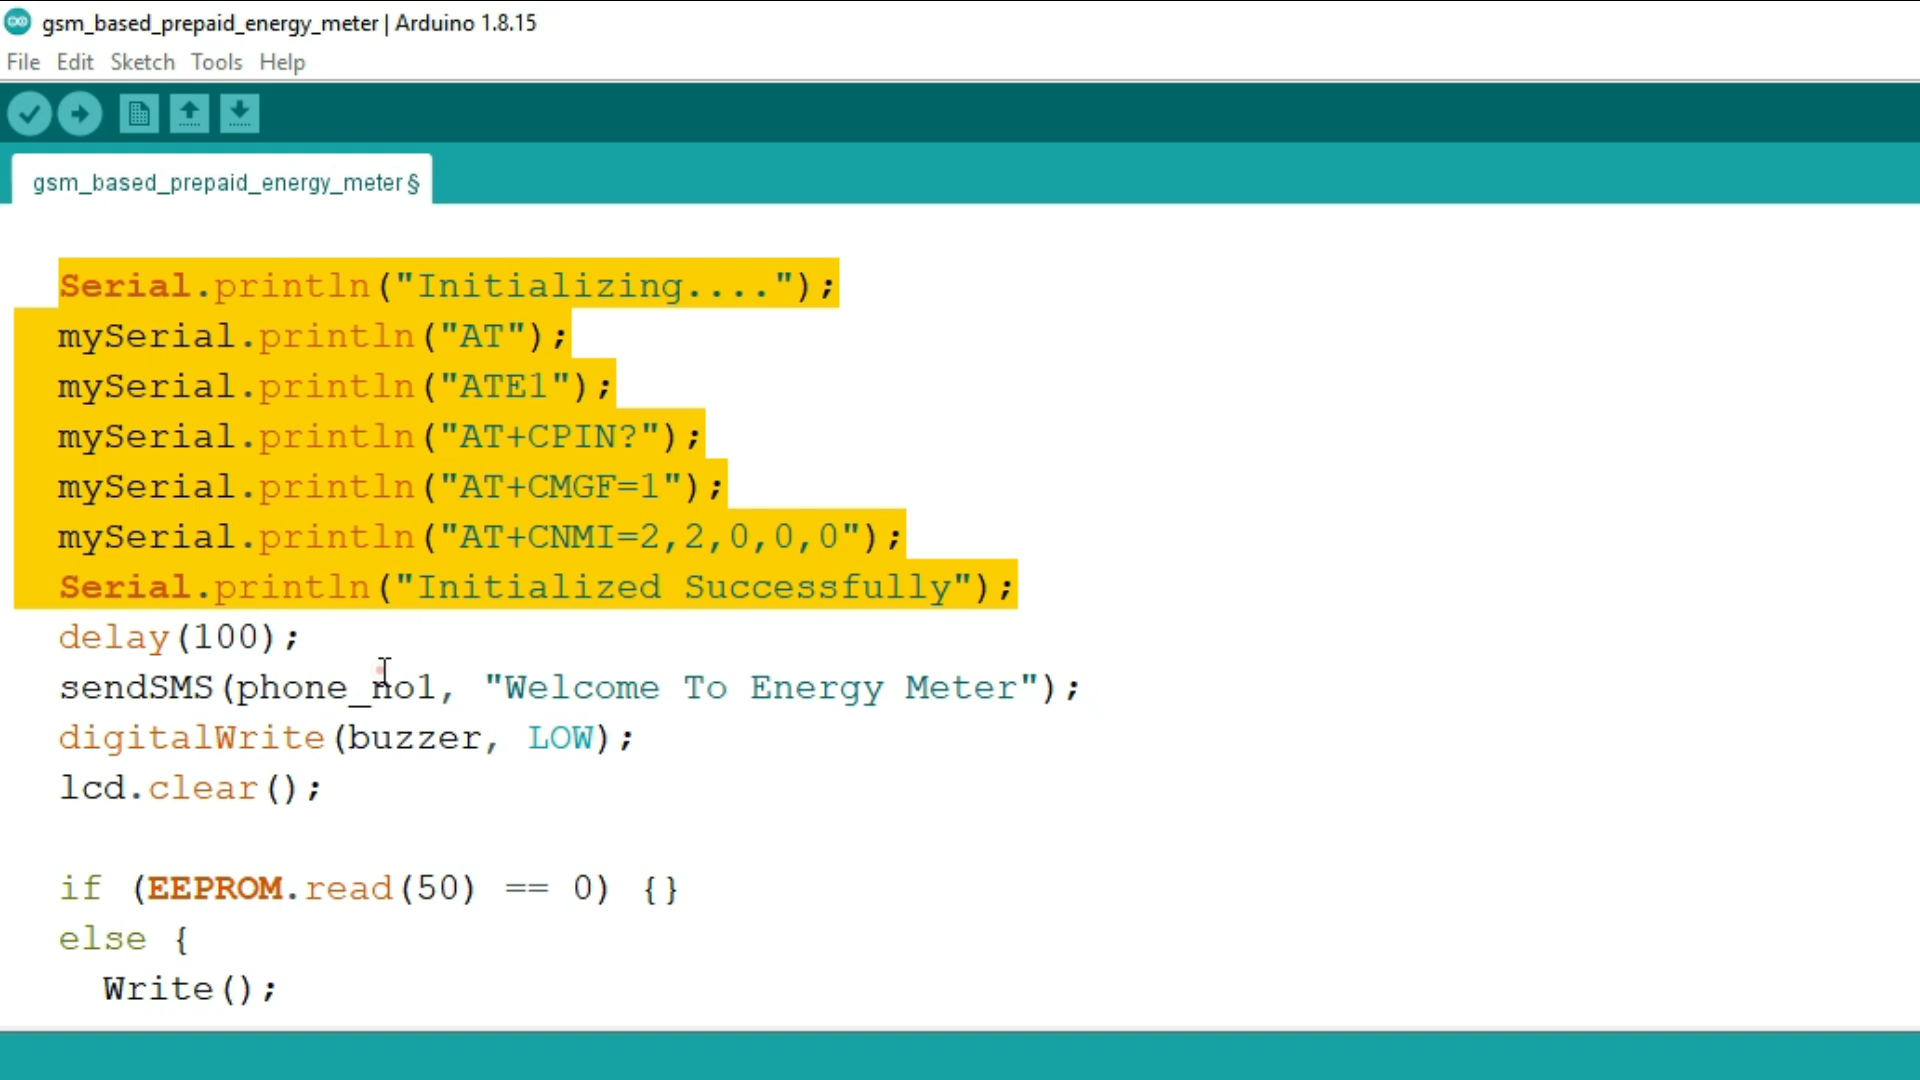 gsm_based_prepaid_energy_meter | Arduino 1.8.15
File Edit Sketch Tools Help
gsm_based_prepaid_energy_meter §
Serial.println("Initializing....");
mySerial.println("AT");
mySerial.println("ATE1");
mySerial.println("AT+CPIN?");
mySerial.println("AT+CMGF=1");
mySerial.println("AT+CNMI=2,2,0,0,0");
Serial.println("Initialized Successfully");
delay(100);
sendSMS(phone_no1, "Welcome To Energy Meter");
digitalWrite(buzzer, LOW);
lcd.clear();
if (EEPROM.read(50) == 0) {}
else {
Write();